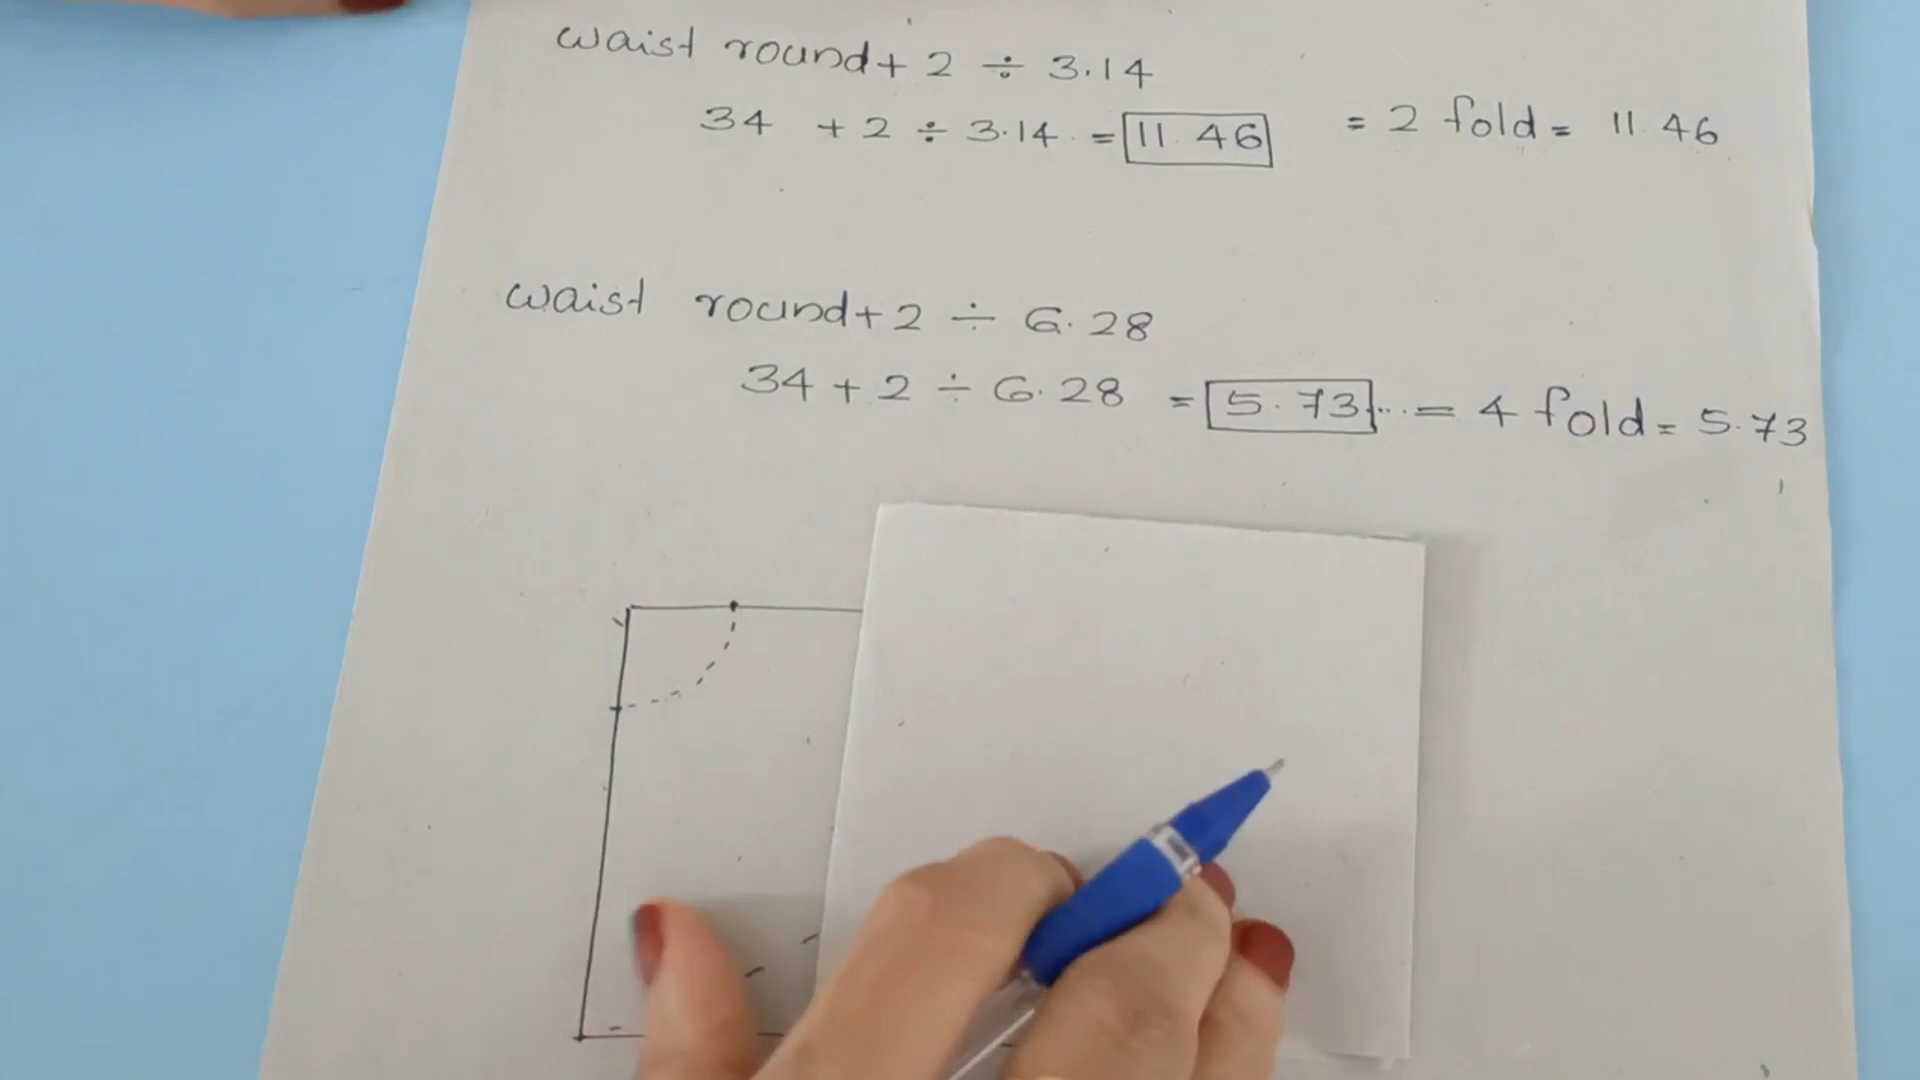 waist round + 2 ÷ 3.14
34 + 2 ÷ 3.14 = 11.46 = 2 fold = 11.46
waist round + 2 ÷ 6.28
34 + 2 ÷ 6.28 = 5.73... = 4 fold = 5.73